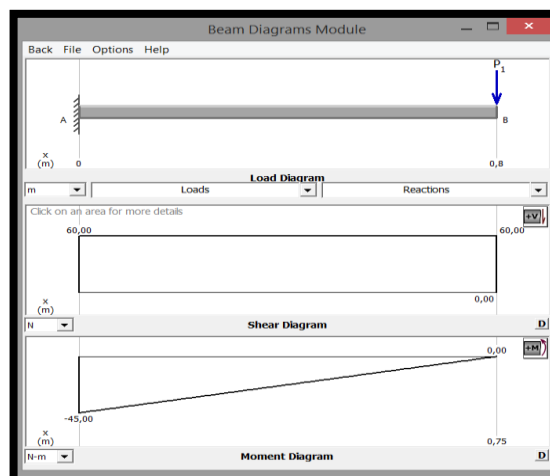 Beam Diagrams Module
Back File Options Help
P1
A
B
x
(m)
0
0,8
Load Diagram
m
Loads
Reactions
Click on an area for more details
+V
60,00
60,00
0,00
x
(m)
N
Shear Diagram
D
+M
0,00
-45,00
x
(m)
0,75
N-m
Moment Diagram
D